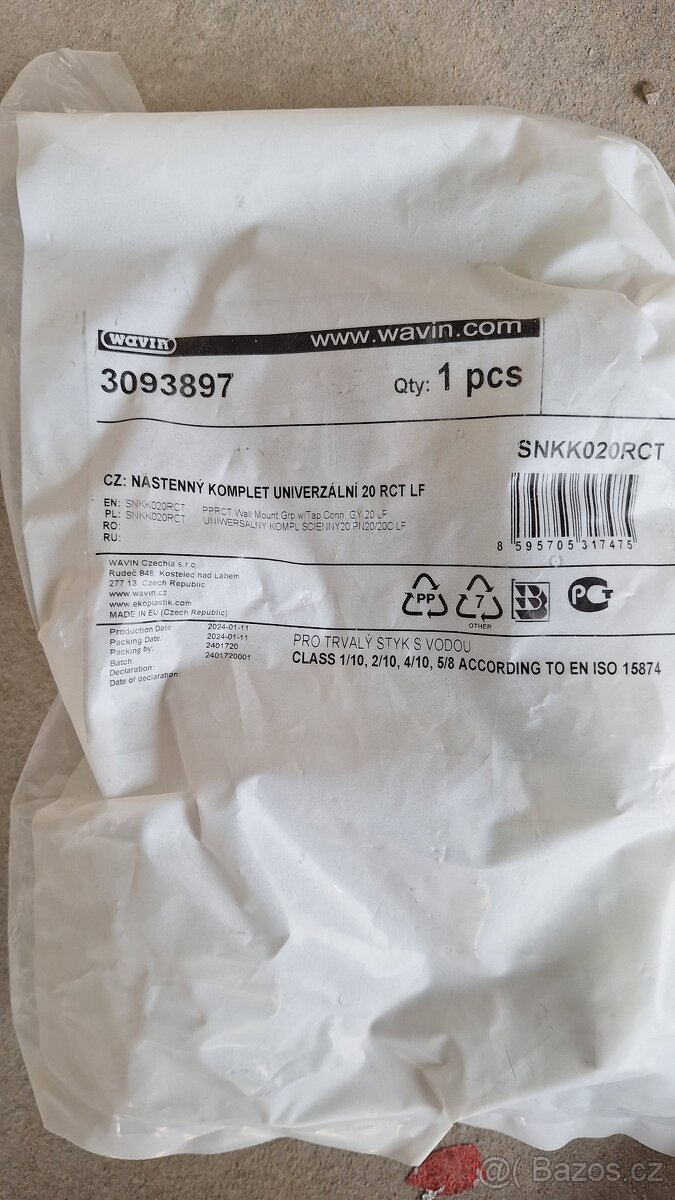 wavin www.wavin.com
3093897 Qty: 1 pcs
SNKK020RCT
CZ: NÁSTENNÝ KOMPLET UNIVERZÁLNÍ 20 RCT LF
EN: SNKK020RCT PPRCT Wall Mount Grp.w/Tap Conn. GY 20 LF
PL: SNKK020RCT UNIWERSALNY KOMPL.SCIENNY20 PN20/20C LF
RO:
RU:
8 595705 317475
WAVIN Czechia s.r.o.
Rudeč 848, Kostelec nad Labem
277 13, Czech Republic
www.wavin.cz
www.ekoplastik.com
MADE IN EU (Czech Republic)
PP 7 OTHER
Production Date: 2024-01-11
Packing Date: 2024-01-11
Packing by: 2401720
Batch: 2401720001
Declaration:
Date of declaration:
PRO TRVALÝ STYK S VODOU
CLASS 1/10, 2/10, 4/10, 5/8 ACCORDING TO EN ISO 15874
Bazos.cz